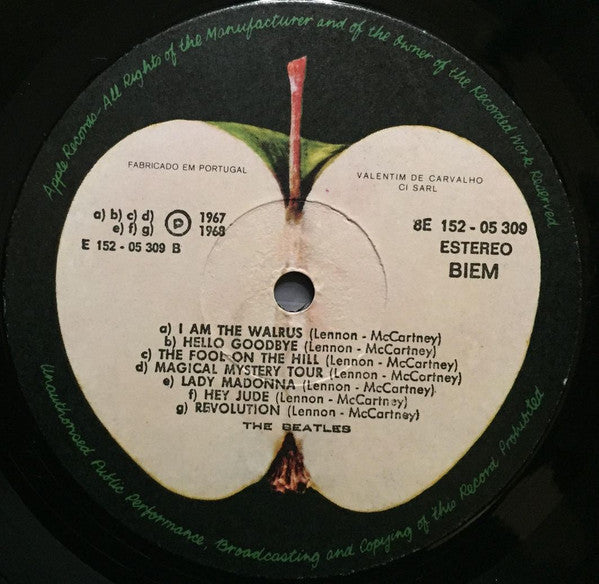 Apple Records-All Rights of the Manufacturer and of the Owner of the Recorded Work Reserved
FABRICADO EM PORTUGAL
VALENTIM DE CARVALHO
CI SARL
a) b) c) d) Ⓟ 1967
e) f) g) 1968
E 152 - 05 309 B
8E 152 - 05 309
ESTEREO
BIEM
a) I AM THE WALRUS (Lennon - McCartney)
b) HELLO GOODBYE (Lennon - McCartney)
c) THE FOOL ON THE HILL (Lennon - McCartney)
d) MAGICAL MYSTERY TOUR (Lennon - McCartney)
e) LADY MADONNA (Lennon - McCartney)
f) HEY JUDE (Lennon - McCartney)
g) REVOLUTION (Lennon - McCartney)
THE BEATLES
Unauthorised Public Performance, Broadcasting and Copying of this Record Prohibited